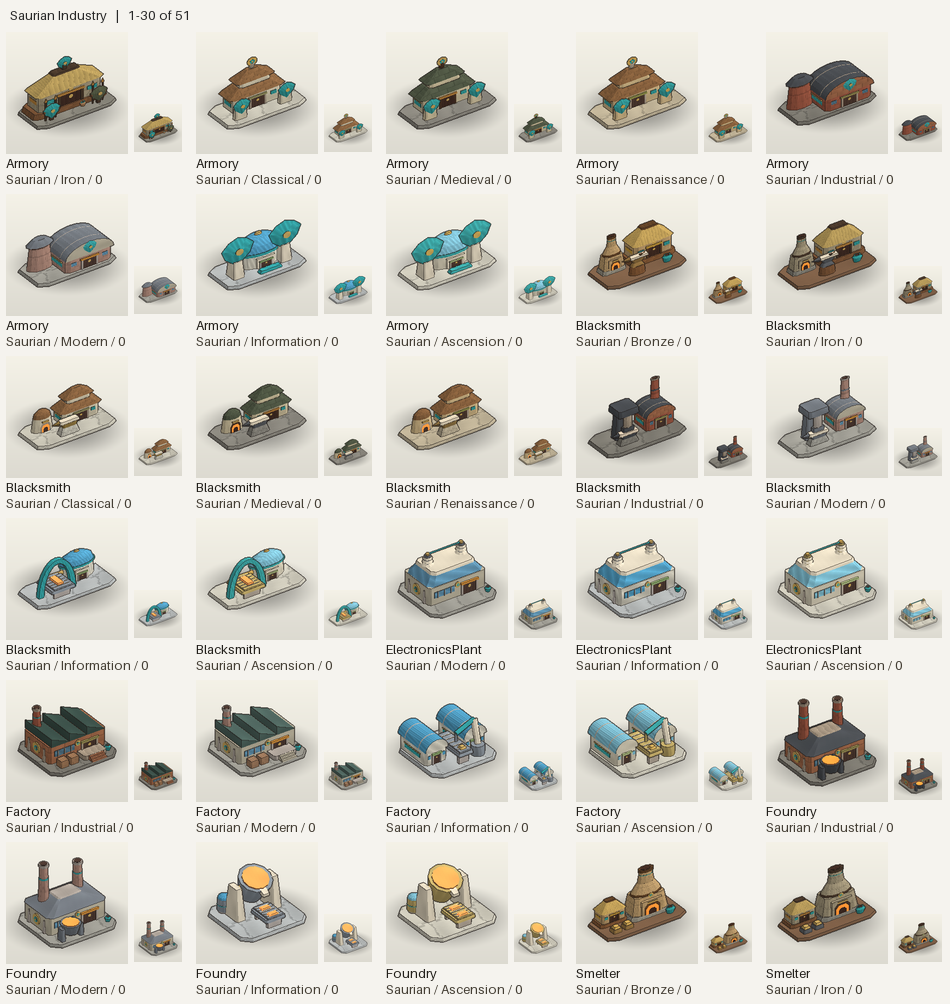 Saurian Industry | 1-30 of 51
Armory
Saurian / Iron / 0
Armory
Saurian / Classical / 0
Armory
Saurian / Medieval / 0
Armory
Saurian / Renaissance / 0
Armory
Saurian / Industrial / 0
Armory
Saurian / Modern / 0
Armory
Saurian / Information / 0
Armory
Saurian / Ascension / 0
Blacksmith
Saurian / Bronze / 0
Blacksmith
Saurian / Iron / 0
Blacksmith
Saurian / Classical / 0
Blacksmith
Saurian / Medieval / 0
Blacksmith
Saurian / Renaissance / 0
Blacksmith
Saurian / Industrial / 0
Blacksmith
Saurian / Modern / 0
Blacksmith
Saurian / Information / 0
Blacksmith
Saurian / Ascension / 0
ElectronicsPlant
Saurian / Modern / 0
ElectronicsPlant
Saurian / Information / 0
ElectronicsPlant
Saurian / Ascension / 0
Factory
Saurian / Industrial / 0
Factory
Saurian / Modern / 0
Factory
Saurian / Information / 0
Factory
Saurian / Ascension / 0
Foundry
Saurian / Industrial / 0
Foundry
Saurian / Modern / 0
Foundry
Saurian / Information / 0
Foundry
Saurian / Ascension / 0
Smelter
Saurian / Bronze / 0
Smelter
Saurian / Iron / 0